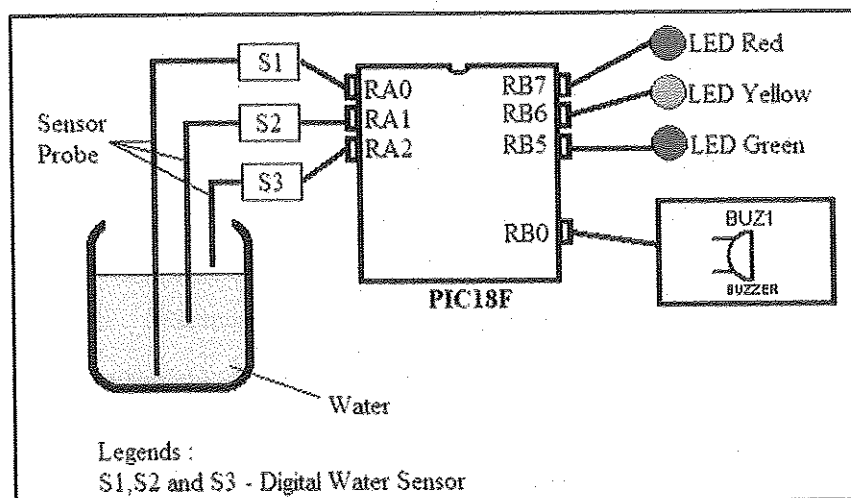 S1
S2
S3
Sensor
Probe
RA0
RA1
RA2
RB7
RB6
RB5
RB0
PIC18F
LED Red
LED Yellow
LED Green
BUZ1
BUZZER
Water
Legends :
S1,S2 and S3 - Digital Water Sensor